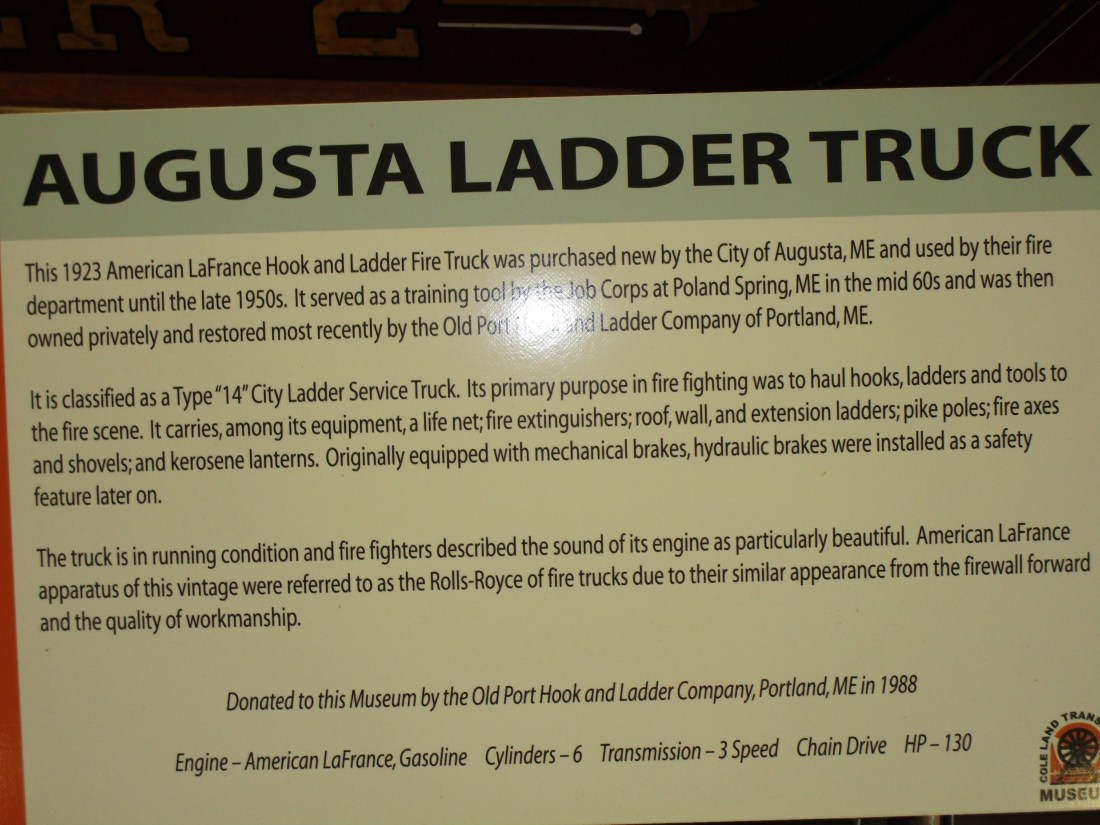 R 2
AUGUSTA LADDER TRUCK
This 1923 American LaFrance Hook and Ladder Fire Truck was purchased new by the City of Augusta, ME and used by their fire
department until the late 1950s. It served as a training tool by the Job Corps at Poland Spring, ME in the mid 60s and was then
owned privately and restored most recently by the Old Port Hook and Ladder Company of Portland, ME.
It is classified as a Type “14” City Ladder Service Truck. Its primary purpose in fire fighting was to haul hooks, ladders and tools to
the fire scene. It carries, among its equipment, a life net; fire extinguishers; roof, wall, and extension ladders; pike poles; fire axes
and shovels; and kerosene lanterns. Originally equipped with mechanical brakes, hydraulic brakes were installed as a safety
feature later on.
The truck is in running condition and fire fighters described the sound of its engine as particularly beautiful. American LaFrance
apparatus of this vintage were referred to as the Rolls-Royce of fire trucks due to their similar appearance from the firewall forward
and the quality of workmanship.
Donated to this Museum by the Old Port Hook and Ladder Company, Portland, ME in 1988
Engine – American LaFrance, Gasoline Cylinders – 6 Transmission – 3 Speed Chain Drive HP – 130
COLE LAND TRANS
MUSEU